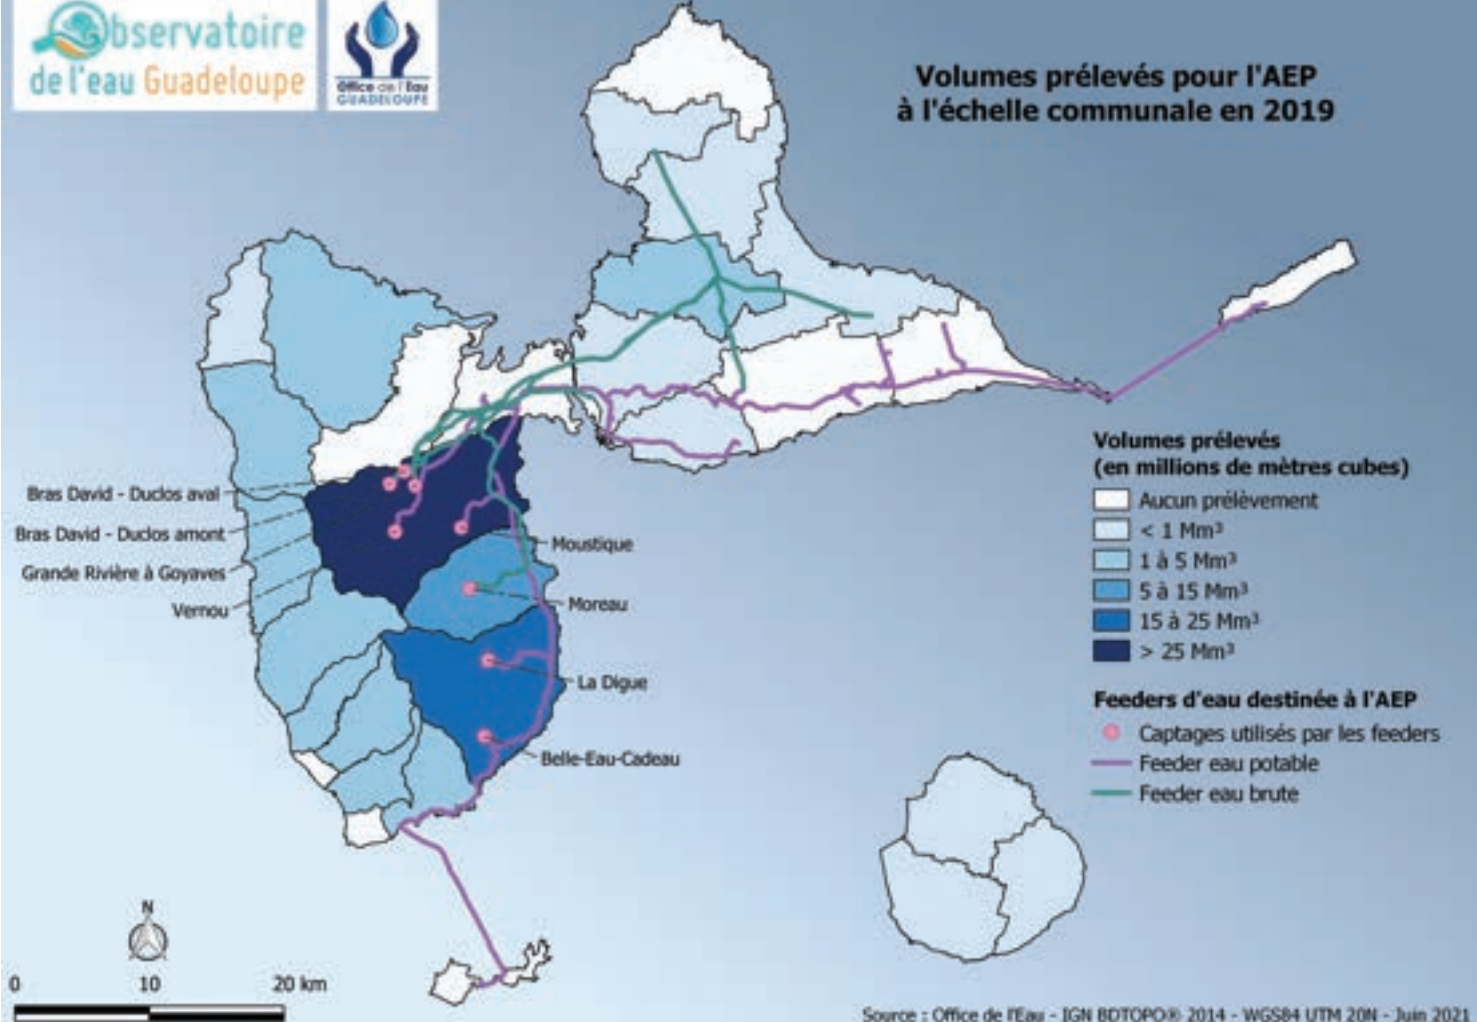 Observatoire
de l'eau Guadeloupe
Office de l'Eau
GUADELOUPE
Volumes prélevés pour l'AEP
à l'échelle communale en 2019
Bras David - Duclos aval
Bras David - Duclos amont
Grande Rivière à Goyaves
Vernou
Moustique
Moreau
La Digue
Belle-Eau-Cadeau
Volumes prélevés
(en millions de mètres cubes)
Aucun prélèvement
< 1 Mm³
1 à 5 Mm³
5 à 15 Mm³
15 à 25 Mm³
> 25 Mm³
Feeders d'eau destinée à l'AEP
Captages utilisés par les feeders
Feeder eau potable
Feeder eau brute
N
0 10 20 km
Source : Office de l'Eau - IGN BDTOPO® 2014 - WGS84 UTM 20N - Juin 2021